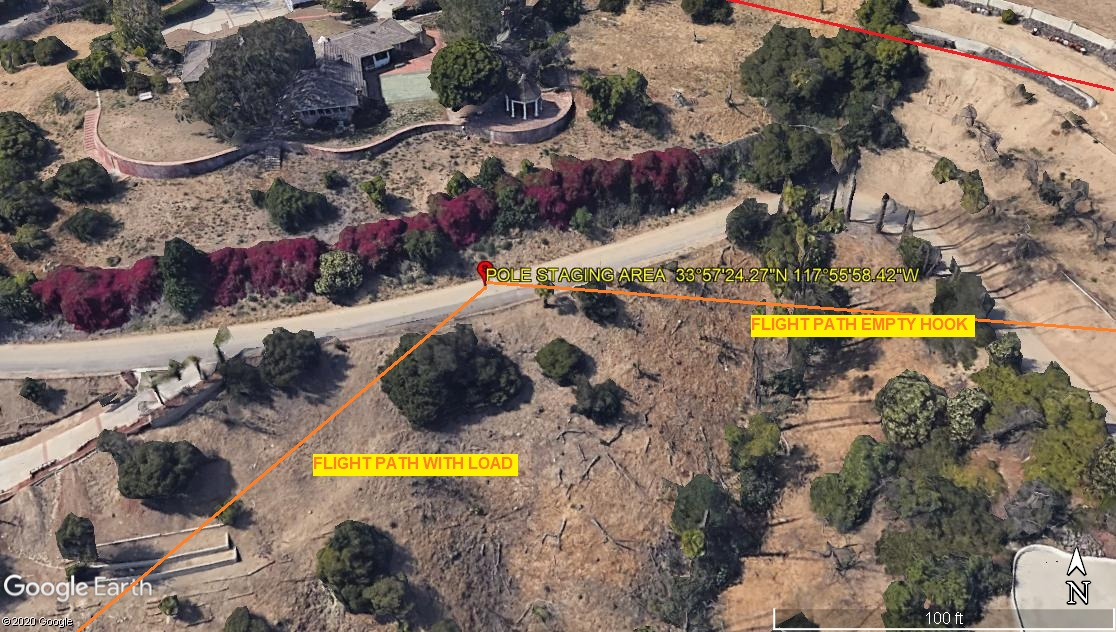 POLE STAGING AREA 33°57'24.27"N 117°55'58.42"W
FLIGHT PATH EMPTY HOOK
FLIGHT PATH WITH LOAD
Google Earth
©2020 Google
N
100 ft